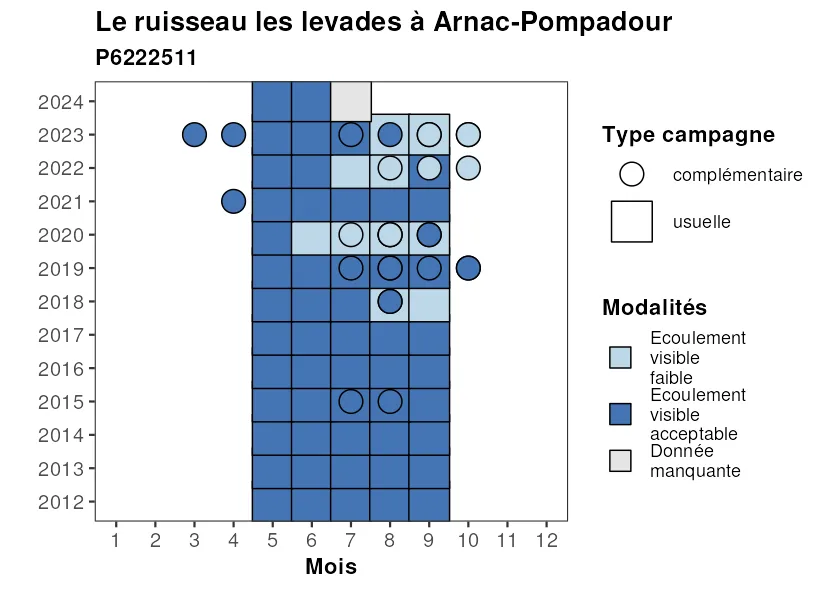 Le ruisseau les levades à Arnac-Pompadour
P6222511
2024
2023
2022
2021
2020
2019
2018
2017
2016
2015
2014
2013
2012
1 2 3 4 5 6 7 8 9 10 11 12
Mois
Type campagne
complémentaire
usuelle
Modalités
Ecoulement
visible
faible
Ecoulement
visible
acceptable
Donnée
manquante